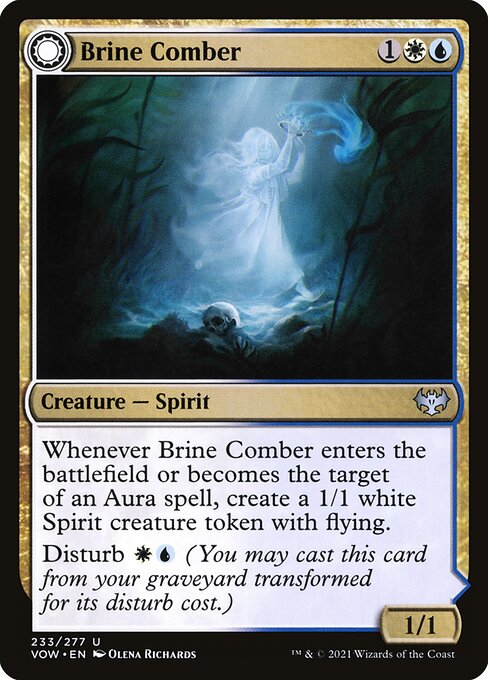 Brine Comber 1
Creature — Spirit
Whenever Brine Comber enters the
battlefield or becomes the target
of an Aura spell, create a 1/1 white
Spirit creature token with flying.
Disturb (You may cast this card
from your graveyard transformed
for its disturb cost.)
1/1
233/277 U
VOW • EN Olena Richards
™ & © 2021 Wizards of the Coast